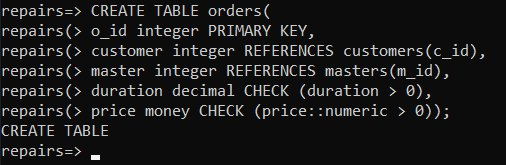 repairs=> CREATE TABLE orders(
repairs(> o_id integer PRIMARY KEY,
repairs(> customer integer REFERENCES customers(c_id),
repairs(> master integer REFERENCES masters(m_id),
repairs(> duration decimal CHECK (duration > 0),
repairs(> price money CHECK (price::numeric > 0));
CREATE TABLE
repairs=>